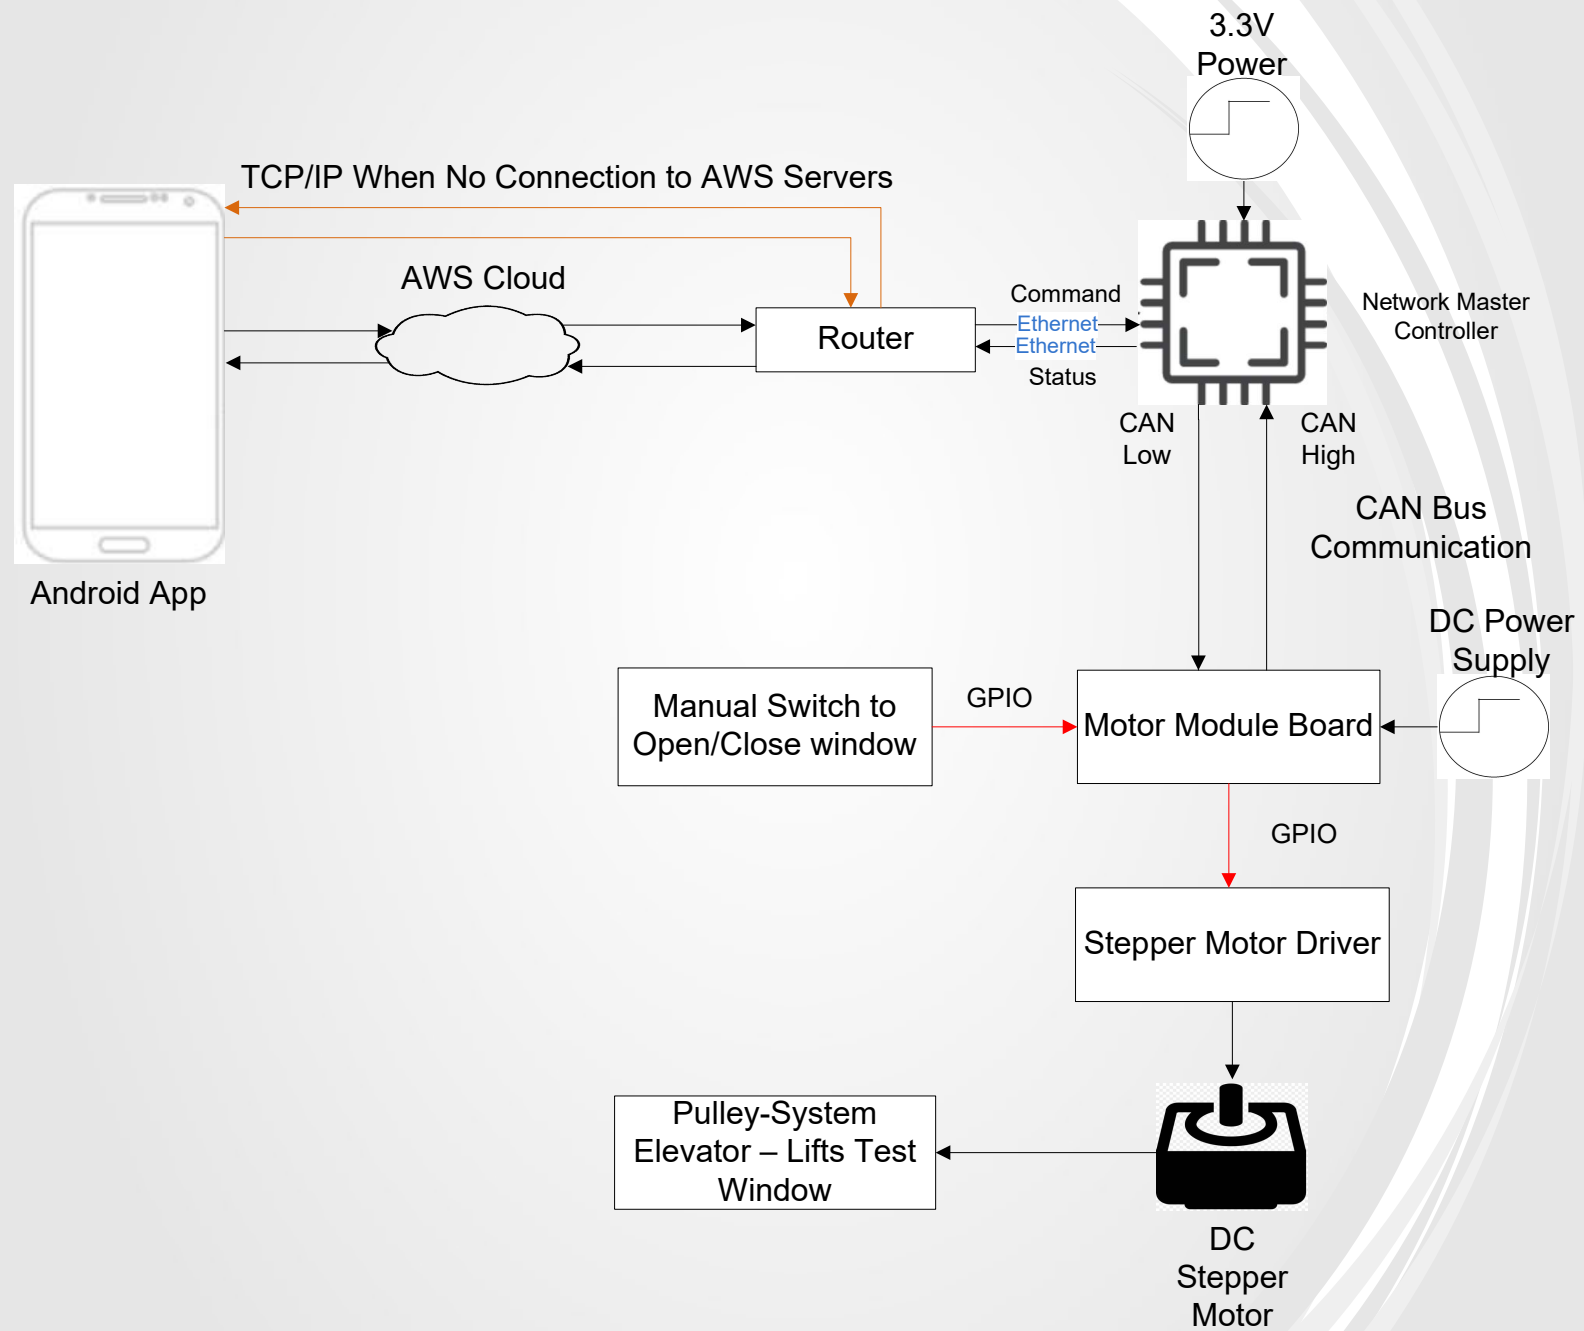 3.3V
Power
TCP/IP When No Connection to AWS Servers
AWS Cloud
Command
Ethernet
Ethernet
Status
Router
Network Master
Controller
CAN
Low
CAN
High
CAN Bus
Communication
Android App
DC Power
Supply
Manual Switch to
Open/Close window
GPIO
Motor Module Board
GPIO
Stepper Motor Driver
Pulley-System
Elevator – Lifts Test
Window
DC
Stepper
Motor